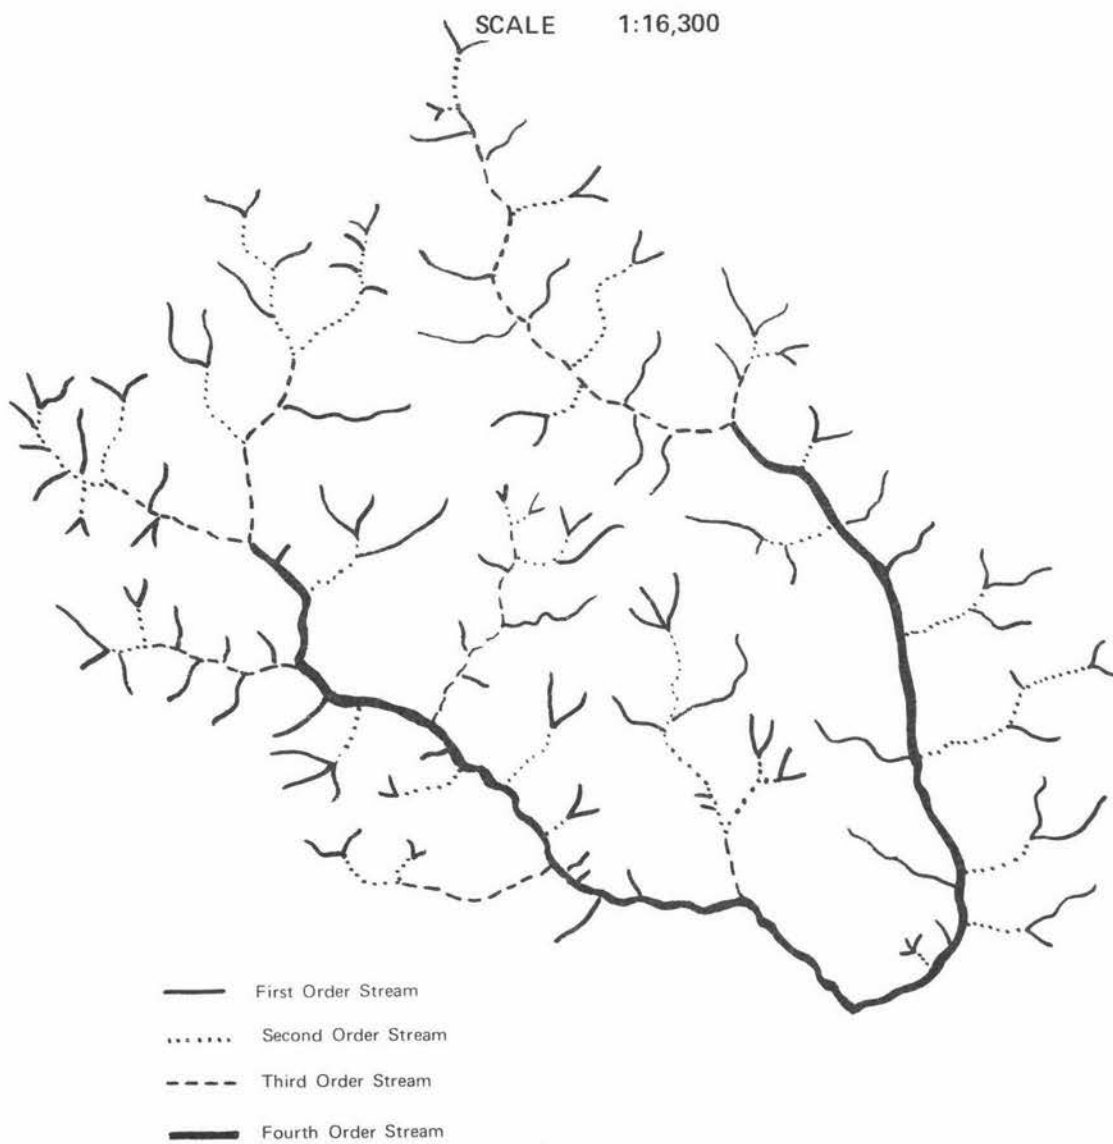 SCALE 1:16,300
First Order Stream
Second Order Stream
Third Order Stream
Fourth Order Stream